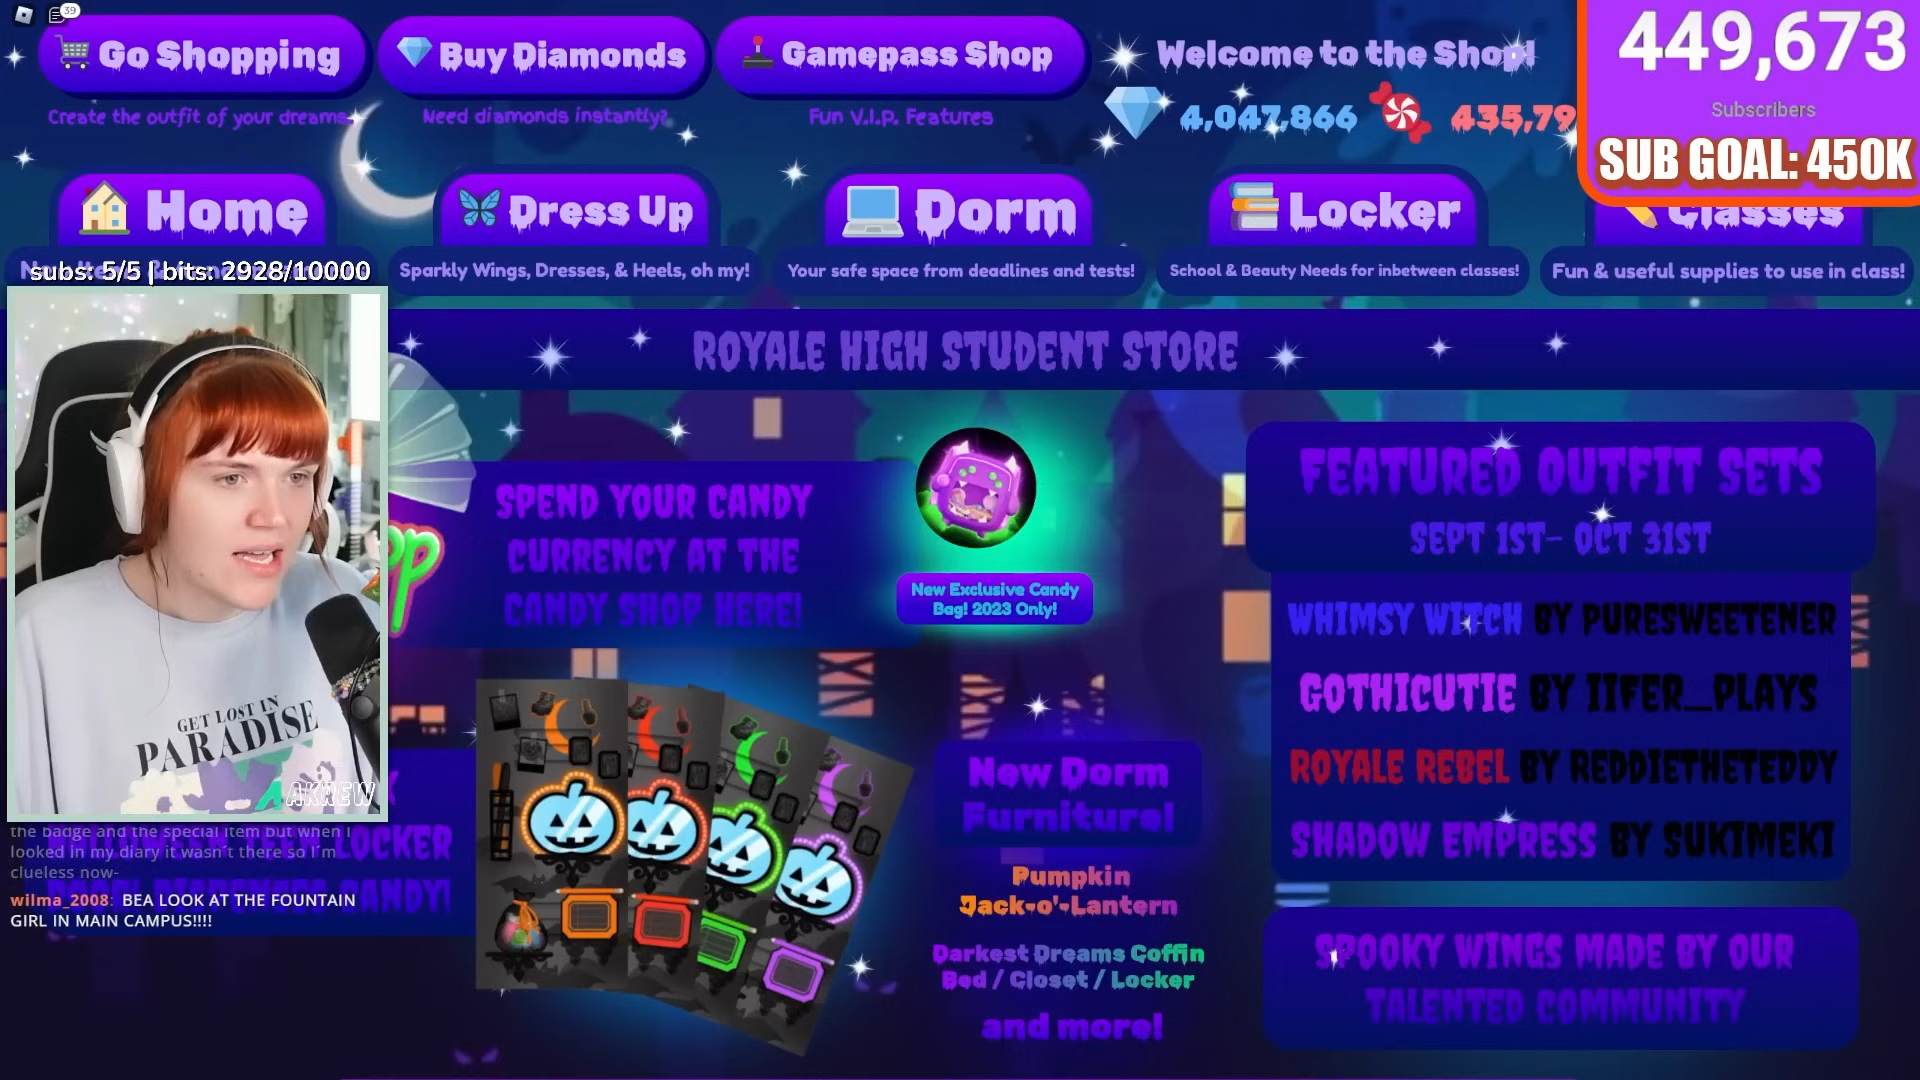 39
Go Shopping
Buy Diamonds
Gamepass Shop
Welcome to the Shop!
449,673
Create the outfit of your dreams
Need diamonds instantly?
Fun V.I.P. Features
4,047,866
435,79
Subscribers
SUB GOAL: 450K
Home
Dress Up
Dorm
Locker
Classes
subs: 5/5 | bits: 2928/10000
Sparkly Wings, Dresses, & Heels, oh my!
Your safe space from deadlines and tests!
School & Beauty Needs for inbetween classes!
Fun & useful supplies to use in class!
ROYALE HIGH STUDENT STORE
SPEND YOUR CANDY
CURRENCY AT THE
CANDY SHOP HERE!
New Exclusive Candy
Bag! 2023 Only!
FEATURED OUTFIT SETS
SEPT 1ST- OCT 31ST
WHIMSY WITCH BY PURESWEETENER
GOTHICUTIE BY IIFER_PLAYS
ROYALE REBEL BY REDDIETHETEDDY
SHADOW EMPRESS BY SUKIMEKI
SPOOKY WINGS MADE BY OUR
TALENTED COMMUNITY
New Dorm
Furniture!
Pumpkin
Jack-o'-Lantern
Darkest Dreams Coffin
Bed / Closet / Locker
and more!
GET LOST IN
PARADISE
AKREW
LOCKER
CANDY!
the badge and the special item but when I
looked in my diary it wasn't there so I'm
clueless now-
wilma_2008: BEA LOOK AT THE FOUNTAIN
GIRL IN MAIN CAMPUS!!!!